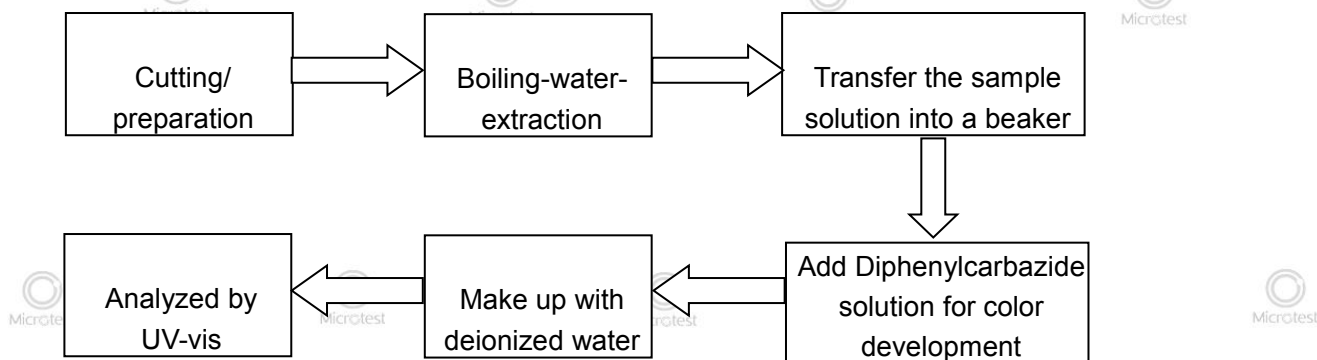 Microtest
Cutting/
preparation
Boiling-water-
extraction
Transfer the sample
solution into a beaker
Add Diphenylcarbazide
solution for color
development
Make up with
deionized water
Analyzed by
UV-vis
Microtest
Microtest